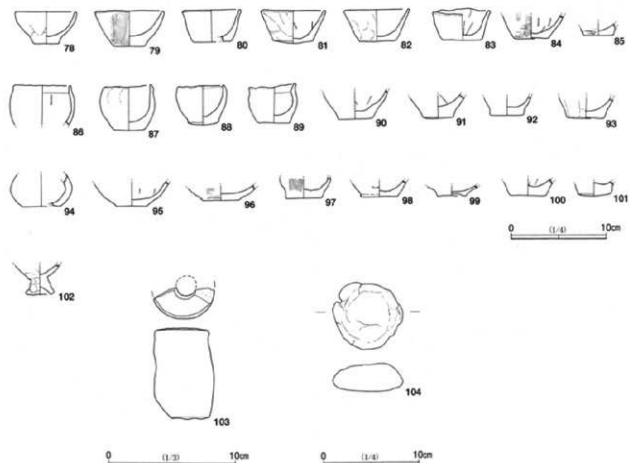 78 79 80 81 82 83 84 85
86 87 88 89 90 91 92 93
94 95 96 97 98 99 100 101
0 (1/4) 10cm
102
103 104
0 (1/3) 10cm 0 (1/4) 10cm